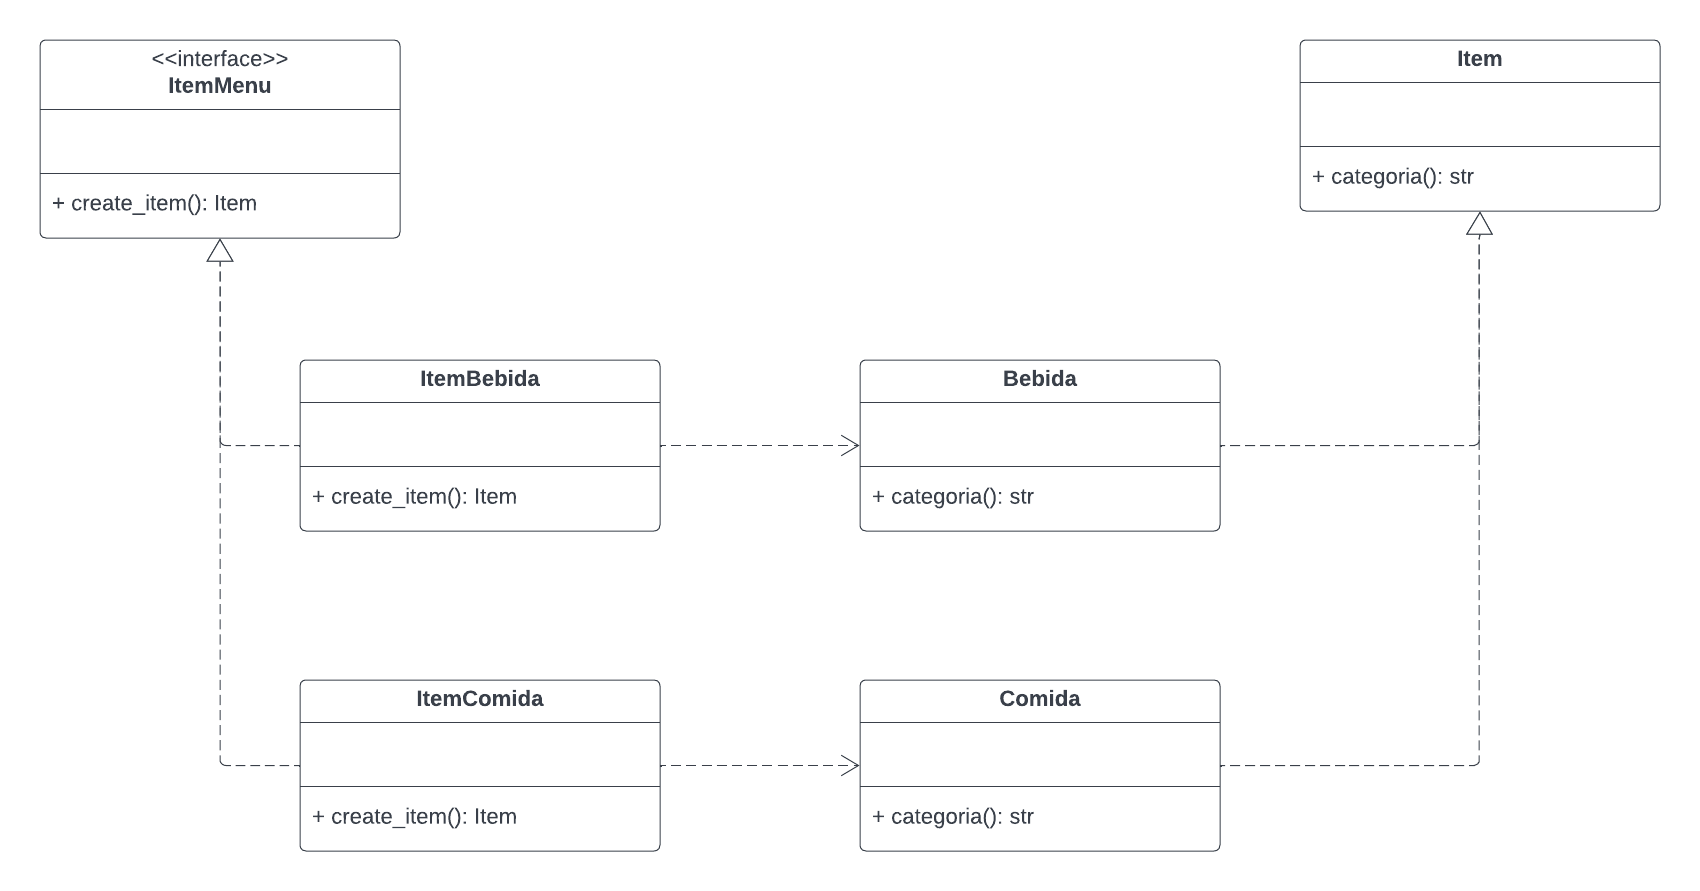 <<interface>>
ItemMenu
+ create_item(): Item
Item
+ categoria(): str
ItemBebida
+ create_item(): Item
Bebida
+ categoria(): str
ItemComida
+ create_item(): Item
Comida
+ categoria(): str